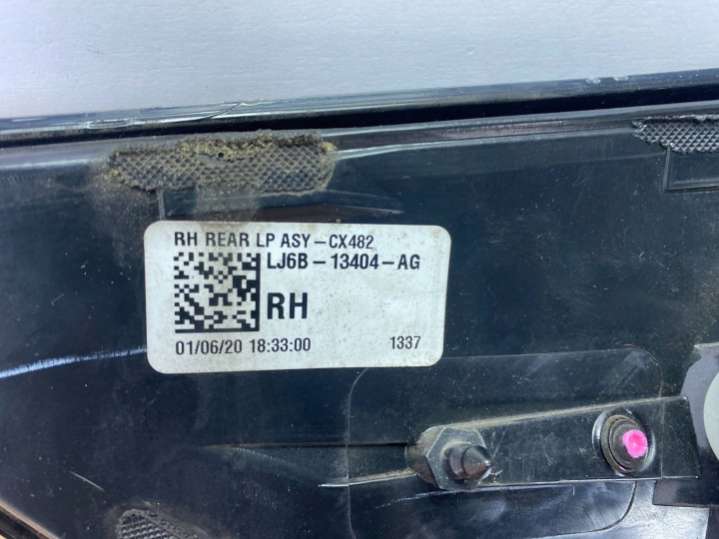 RH REAR LP ASY-CX482
LJ6B-13404-AG
RH
01/06/20 18:33:00 1337